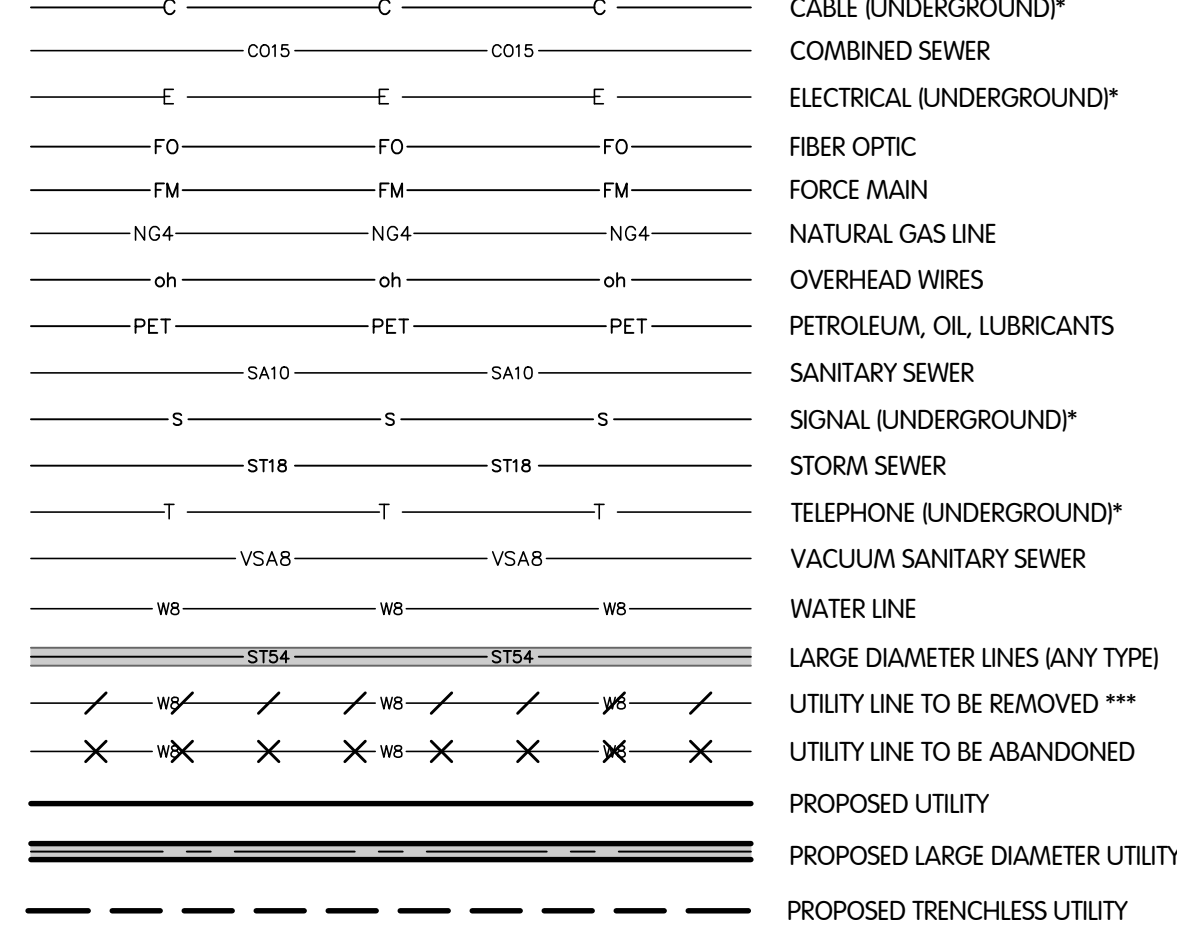 C C C CABLE (UNDERGROUND)*
CO15 CO15 COMBINED SEWER
E E E ELECTRICAL (UNDERGROUND)*
FO FO FO FIBER OPTIC
FM FM FM FORCE MAIN
NG4 NG4 NG4 NATURAL GAS LINE
oh oh oh OVERHEAD WIRES
PET PET PET PETROLEUM, OIL, LUBRICANTS
SA10 SA10 SANITARY SEWER
S S S SIGNAL (UNDERGROUND)*
ST18 ST18 STORM SEWER
T T T TELEPHONE (UNDERGROUND)*
VSA8 VSA8 VACUUM SANITARY SEWER
W8 W8 W8 WATER LINE
ST54 ST54 LARGE DIAMETER LINES (ANY TYPE)
W8 W8 W8 UTILITY LINE TO BE REMOVED ***
W8 W8 W8 UTILITY LINE TO BE ABANDONED
PROPOSED UTILITY
PROPOSED LARGE DIAMETER UTILITY
PROPOSED TRENCHLESS UTILITY